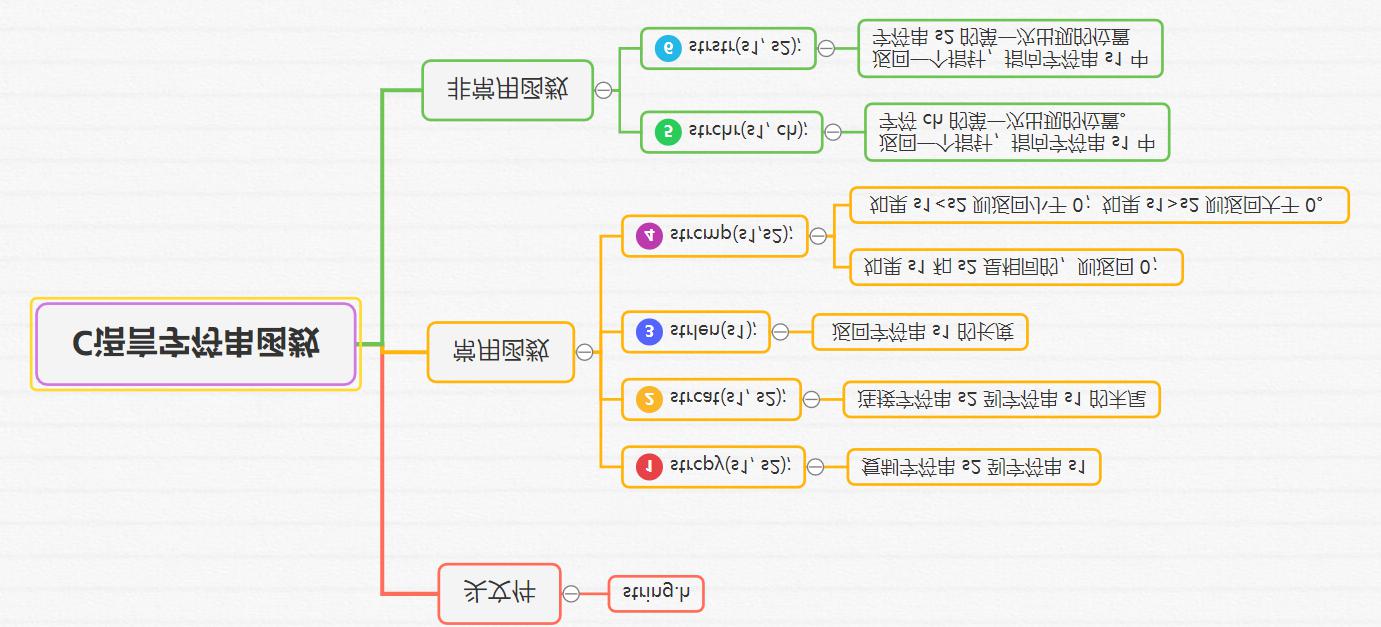 C语言字符串函数
头文件
string.h
常用函数
1 strcpy(s1, s2);
复制字符串 s2 到字符串 s1
2 strcat(s1, s2);
连接字符串 s2 到字符串 s1 的末尾
3 strlen(s1);
返回字符串 s1 的长度
4 strcmp(s1,s2);
如果 s1 和 s2 是相同的，则返回 0；
如果 s1<s2 则返回小于 0；如果 s1>s2 则返回大于 0。
非常用函数
5 strchr(s1, ch);
返回一个指针，指向字符串 s1 中
字符 ch 的第一次出现的位置。
6 strstr(s1, s2);
返回一个指针，指向字符串 s1 中
字符串 s2 的第一次出现的位置